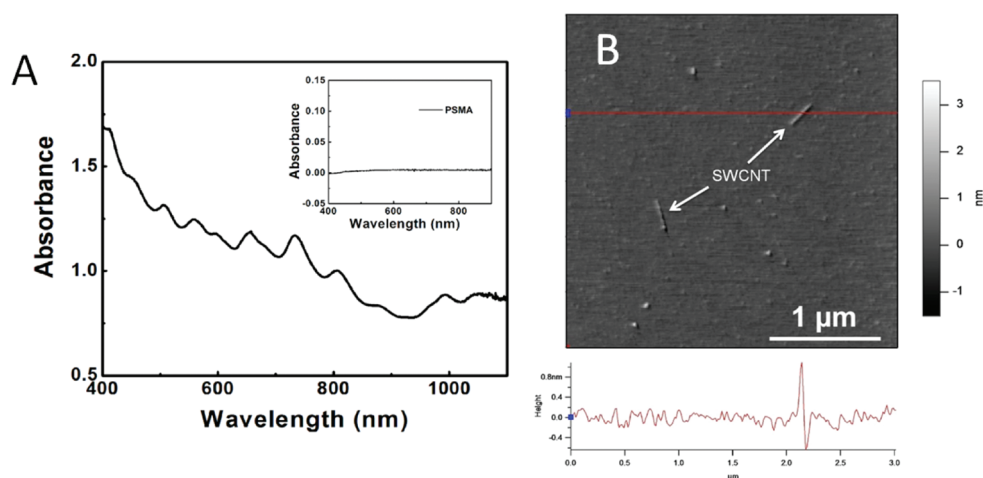 A
2.0
1.5
1.0
0.5
Absorbance
400
600
800
1000
Wavelength (nm)
0.15
0.10
0.05
0.00
-0.05
Absorbance
PSMA
400
600
800
Wavelength (nm)
B
SWCNT
1 μm
3
2
1
0
-1
nm
0.8nm
0.4
0.0
-0.4
Height
0.0
0.5
1.0
1.5
2.0
2.5
3.0
μm